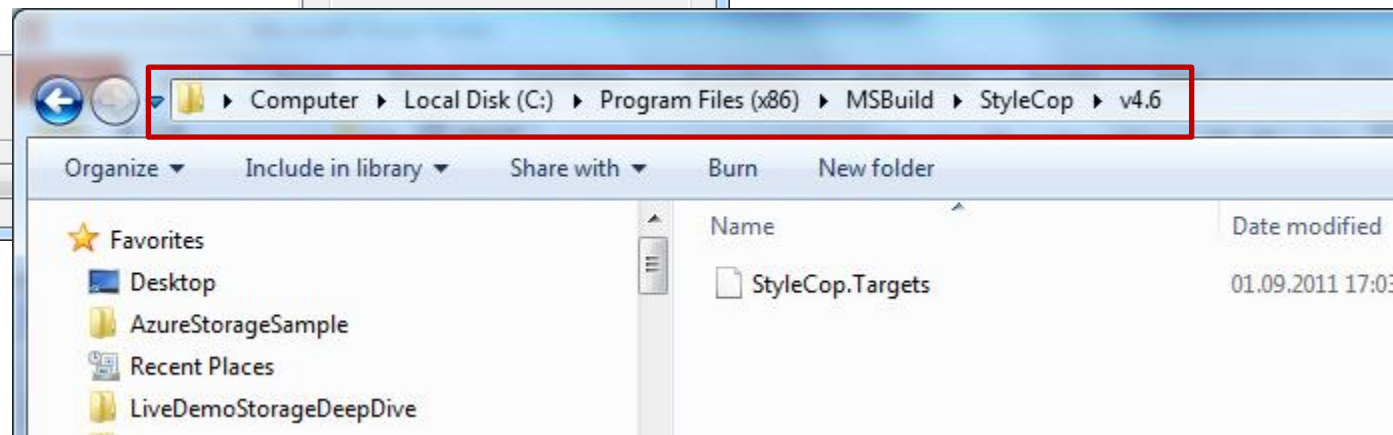 Computer Local Disk (C:) Program Files (x86) MSBuild StyleCop v4.6
Organize Include in library Share with Burn New folder
Name Date modified
Favorites
Desktop
StyleCop.Targets 01.09.2011 17:03
AzureStorageSample
Recent Places
LiveDemoStorageDeepDive